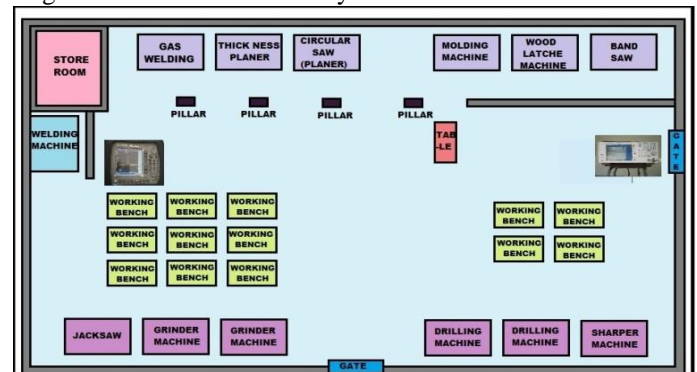 STORE
ROOM
GAS
WELDING
THICK NESS
PLANER
CIRCULAR
SAW
(PLANER)
MOLDING
MACHINE
WOOD
LATCHE
MACHINE
BAND
SAW
PILLAR
PILLAR
PILLAR
PILLAR
WELDING
MACHINE
TAB
-LE
GATE
WORKING
BENCH
WORKING
BENCH
WORKING
BENCH
WORKING
BENCH
WORKING
BENCH
WORKING
BENCH
WORKING
BENCH
WORKING
BENCH
WORKING
BENCH
WORKING
BENCH
WORKING
BENCH
WORKING
BENCH
WORKING
BENCH
JACKSAW
GRINDER
MACHINE
GRINDER
MACHINE
DRILLING
MACHINE
DRILLING
MACHINE
SHARPER
MACHINE
GATE